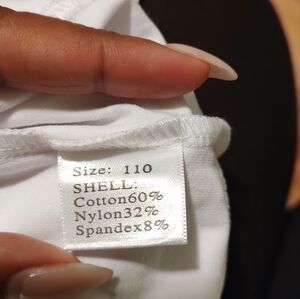 Size: 110
SHELL:
Cotton60%
Nylon32%
Spandex8%